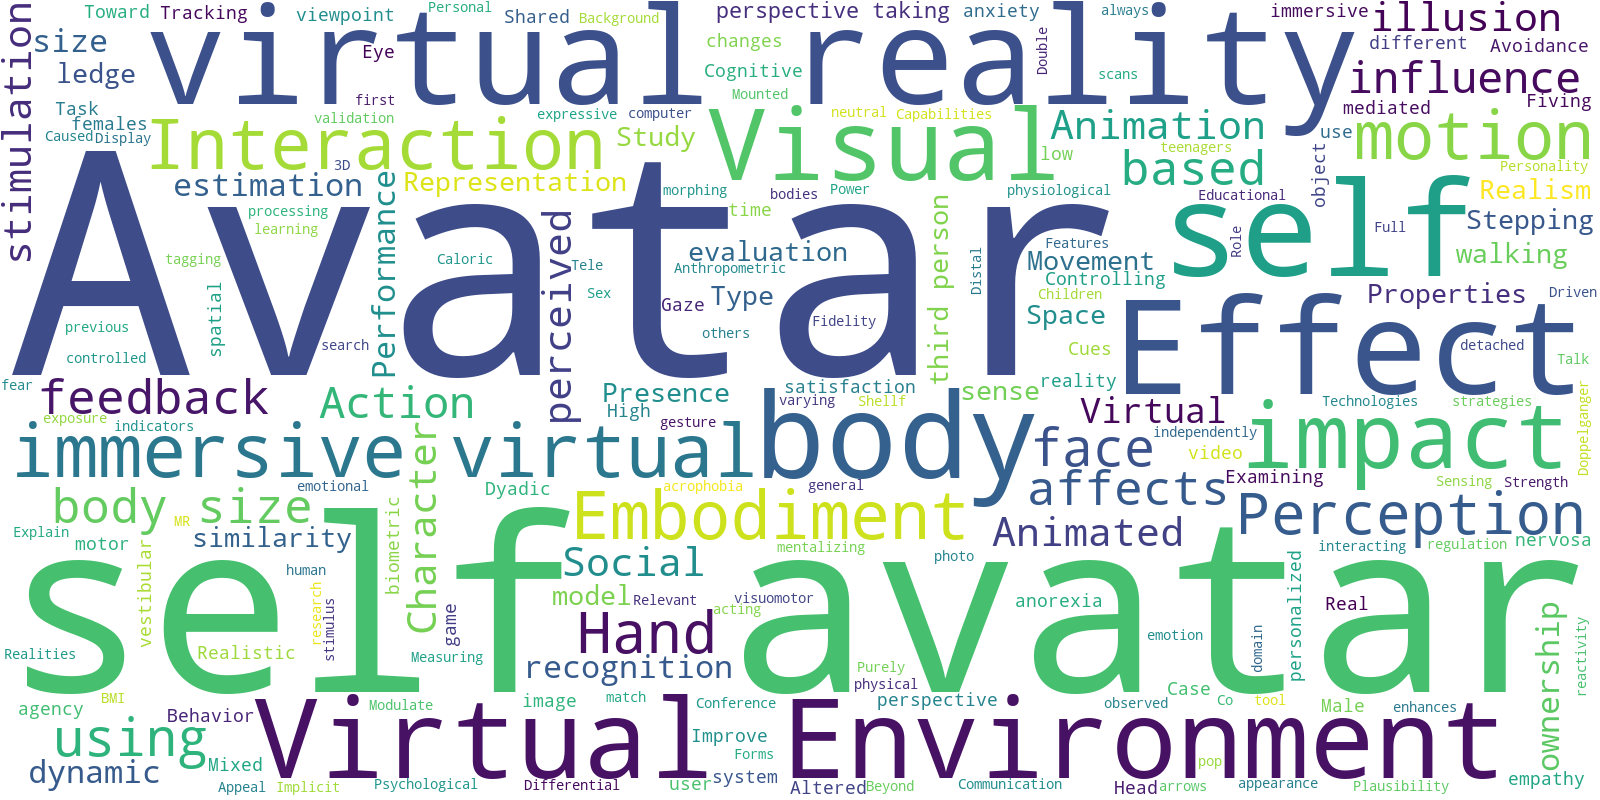 Toward
Tracking
viewpoint
Personal
Shared
Background
perspective taking
anxiety
always
immersive
illusion
stimulation
size
virtual reality
Eye
changes
Double
different
Avoidance
ledge
Cognitive
scans
influence
Task
first
Mounted
mediated
Fiving
females
validation
expressive
computer
neutral
Capabilities
Caused
Display
Interaction
Study
Visual
Animation
use
motion
3D
low
teenagers
based
object
Personality
estimation
Representation
morphing
bodies
Power
physiological
Educational
self
Realism
Avatar
processing
Performance
perceived
time
third person
Features
Role
Full
Stepping
learning
tagging
Caloric
Tele
evaluation
Anthropometric
Distal
Movement
walking
spatial
Sex
Gaze
Type
Controlling
Children
Properties
Driven
previous
search
others
Fidelity
Space
Effect
controlled
Cues
detached
Talk
fear
feedback
Action
Presence
satisfaction
sense
reality
Technologies
strategies
Doppelganger
exposure
indicators
High
varying
Shellf
Virtual
gesture
body
independently
impact
immersive virtual
Character
face
video
emotional
Dyadic
acrophobia
general
affects
Examining
Sensing
Strength
body size
MR
biometric
Embodiment
Animated
Perception
Explain
motor
vestibular
similarity
mentalizing
photo
interacting
regulation
nervosa
self avatar
human
Social
research
stimulus
game
model
Relevant
visuomotor
acting
anorexia
personalized
Real
ownership
Realities
Realistic
Measuring
Hand
recognition
emotion
domain
reactivity
Purely
physical
BMI
agency
Behavior
Virtual Environment
Modulate
image
match
Conference
perspective
observed
Case
Co
tool
Male
enhances
using
Mixed
Improve
Forms
pop
dynamic
Appeal
Implicit
Psychological
Differential
user
system
Altered
Beyond
Communication
Head
arrows
appearance
Plausibility
empathy